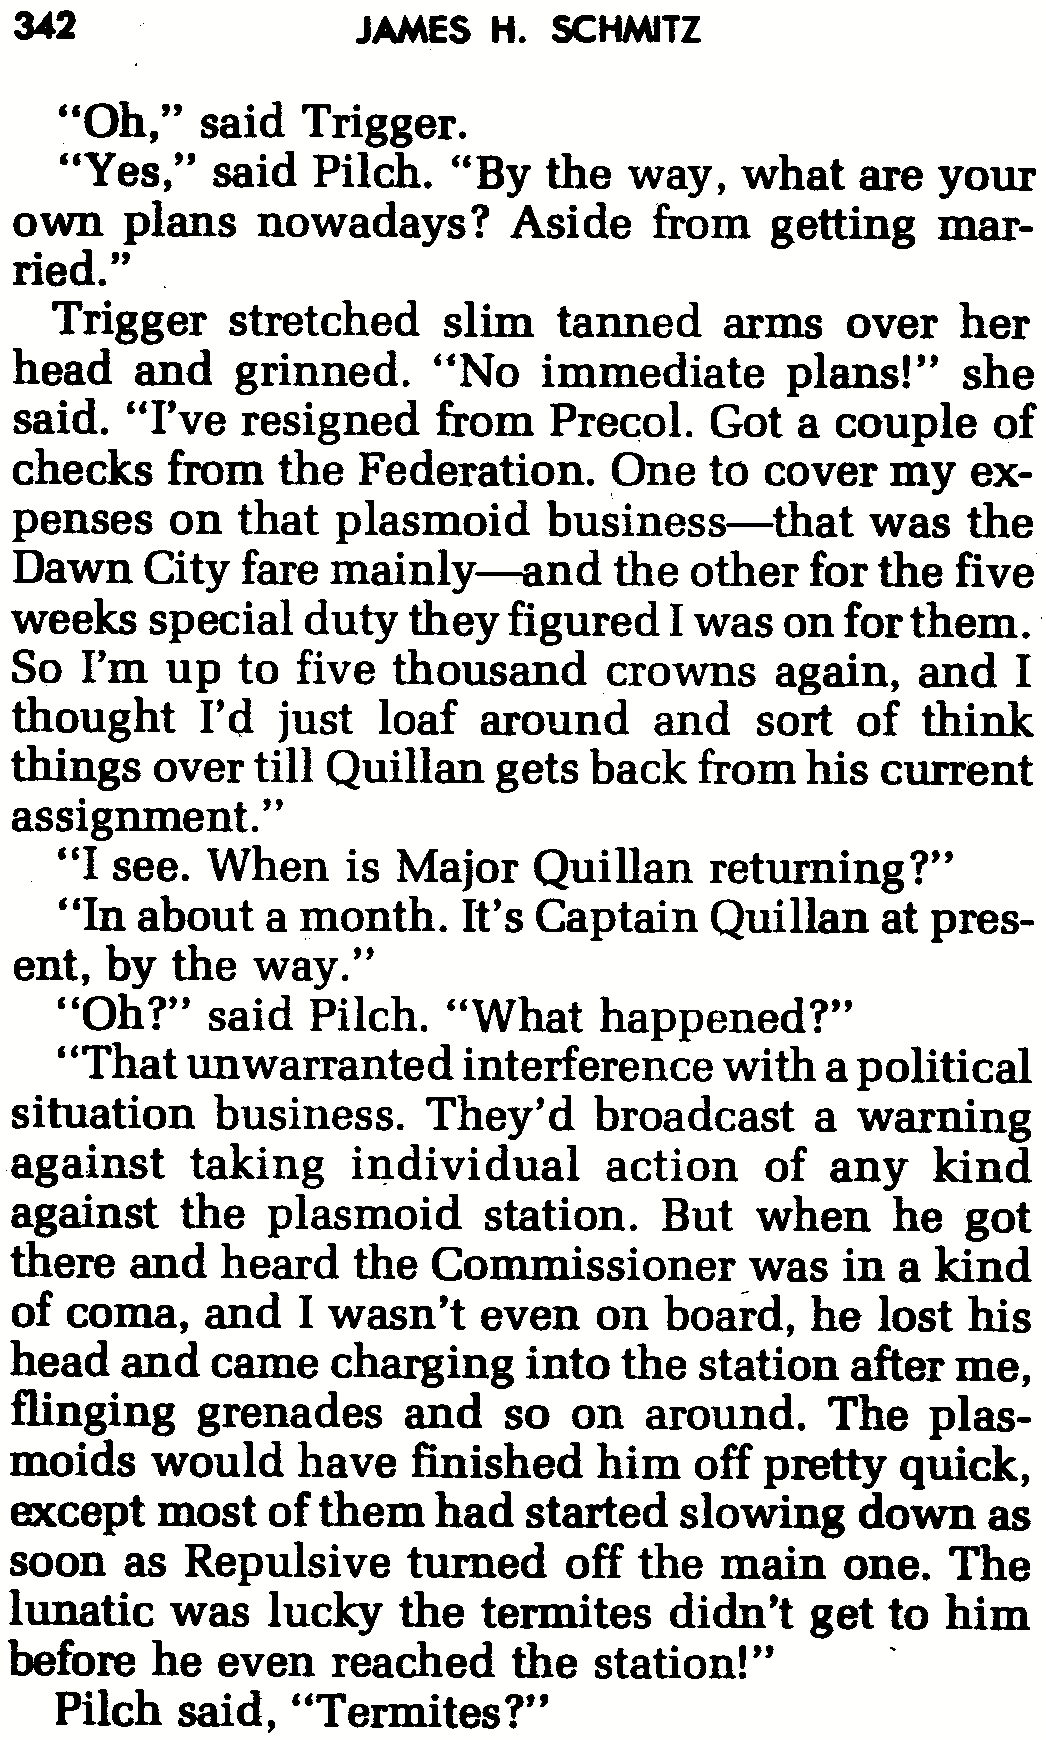 342 JAMES H. SCHMITZ
“Oh,” said Trigger.
“Yes,” said Pilch. “By the way, what are your
own plans nowadays? Aside from getting mar-
ried.”
Trigger stretched slim tanned arms over her
head and grinned. “No immediate plans!” she
said. “I’ve resigned from Precol. Got a couple of
checks from the Federation. One to cover my ex-
penses on that plasmoid business—that was the
Dawn City fare mainly—and the other for the five
weeks special duty they figured I was on for them.
So I’m up to five thousand crowns again, and I
thought I’d just loaf around and sort of think
things over till Quillan gets back from his current
assignment.”
“I see. When is Major Quillan returning?”
“In about a month. It’s Captain Quillan at pres-
ent, by the way.”
“Oh?” said Pilch. “What happened?”
“That unwarranted interference with a political
situation business. They’d broadcast a warning
against taking individual action of any kind
against the plasmoid station. But when he got
there and heard the Commissioner was in a kind
of coma, and I wasn’t even on board, he lost his
head and came charging into the station after me,
flinging grenades and so on around. The plas-
moids would have finished him off pretty quick,
except most of them had started slowing down as
soon as Repulsive turned off the main one. The
lunatic was lucky the termites didn’t get to him
before he even reached the station!”
Pilch said, “Termites?”